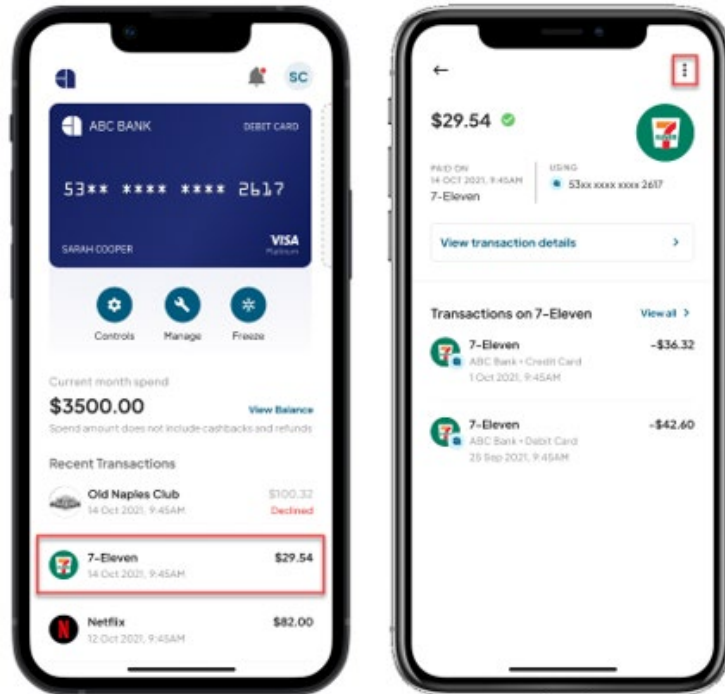 SC
ABC BANK
DEBIT CARD
53** **** **** 2617
SARAH COOPER
VISA
Platinum
Controls
Manage
Freeze
Current month spend
$3500.00
View Balance
Spend amount does not include cashbacks and refunds
Recent Transactions
Old Naples Club
$100.32
14 Oct 2021, 9:45AM
Declined
7-Eleven
$29.54
14 Oct 2021, 9:45AM
Netflix
$82.00
12 Oct 2021, 9:45AM
$29.54
PAID ON
14 OCT 2021, 9:45AM
7-Eleven
USING
53xx xxxx xxxx 2617
View transaction details
Transactions on 7-Eleven
View all
7-Eleven
-$36.32
ABC Bank • Credit Card
1 Oct 2021, 9:45AM
7-Eleven
-$42.60
ABC Bank • Debit Card
25 Sep 2021, 9:45AM